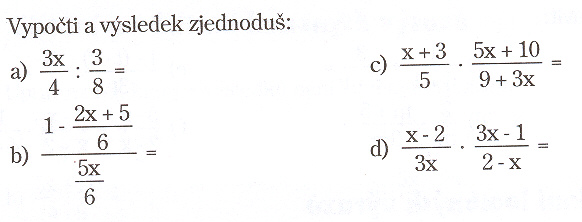 Vypočti a výsledek zjednoduš:
a) 3x/4 : 3/8 =
b) (1 - (2x + 5)/6)/(5x/6) =
c) (x + 3)/5 · (5x + 10)/(9 + 3x) =
d) (x - 2)/3x · (3x - 1)/(2 - x) =